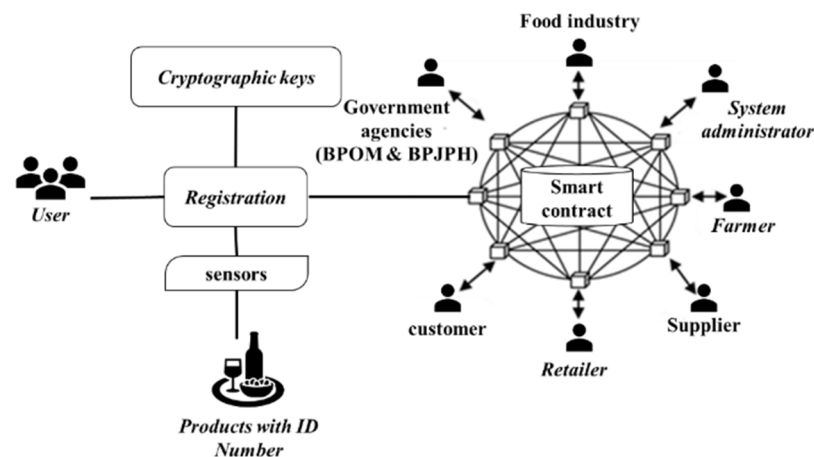 Food industry
Cryptographic keys
Government
agencies
(BPOM & BPJPH)
System
administrator
User
Registration
Smart
contract
Farmer
sensors
customer
Supplier
Retailer
Products with ID
Number